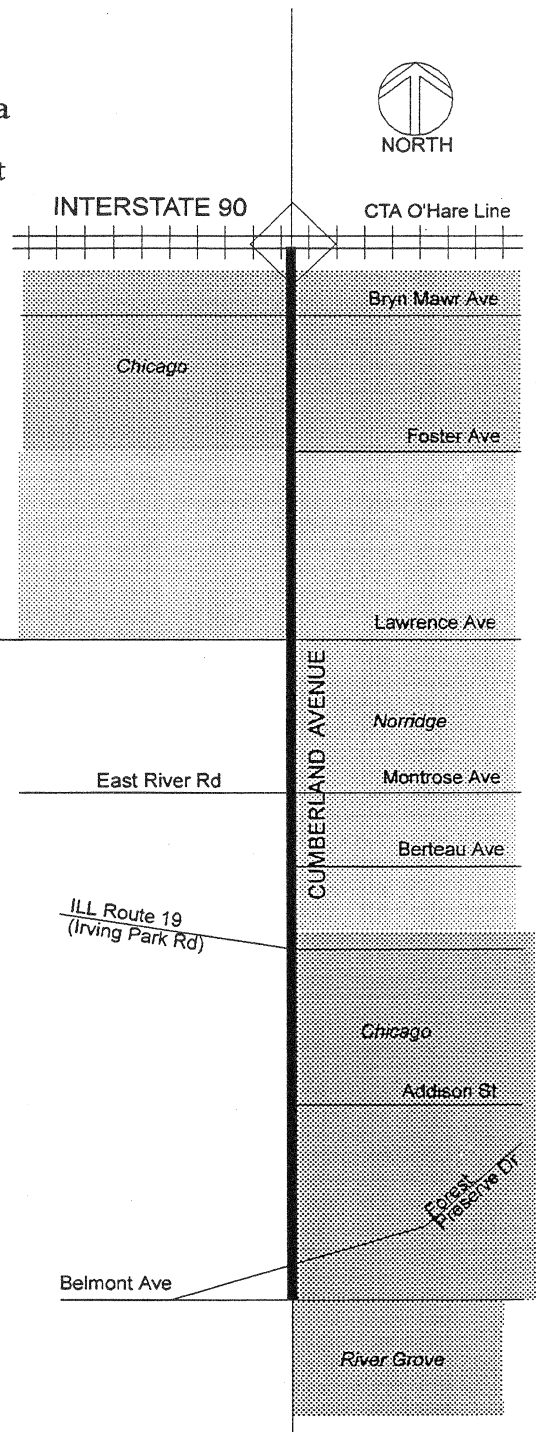 a
t
NORTH
INTERSTATE 90
CTA O'Hare Line
Bryn Mawr Ave
Chicago
Foster Ave
Lawrence Ave
CUMBERLAND AVENUE
Norridge
East River Rd
Montrose Ave
Berteau Ave
ILL Route 19
(Irving Park Rd)
Chicago
Addison St
Forest
Preserve Dr
Belmont Ave
River Grove